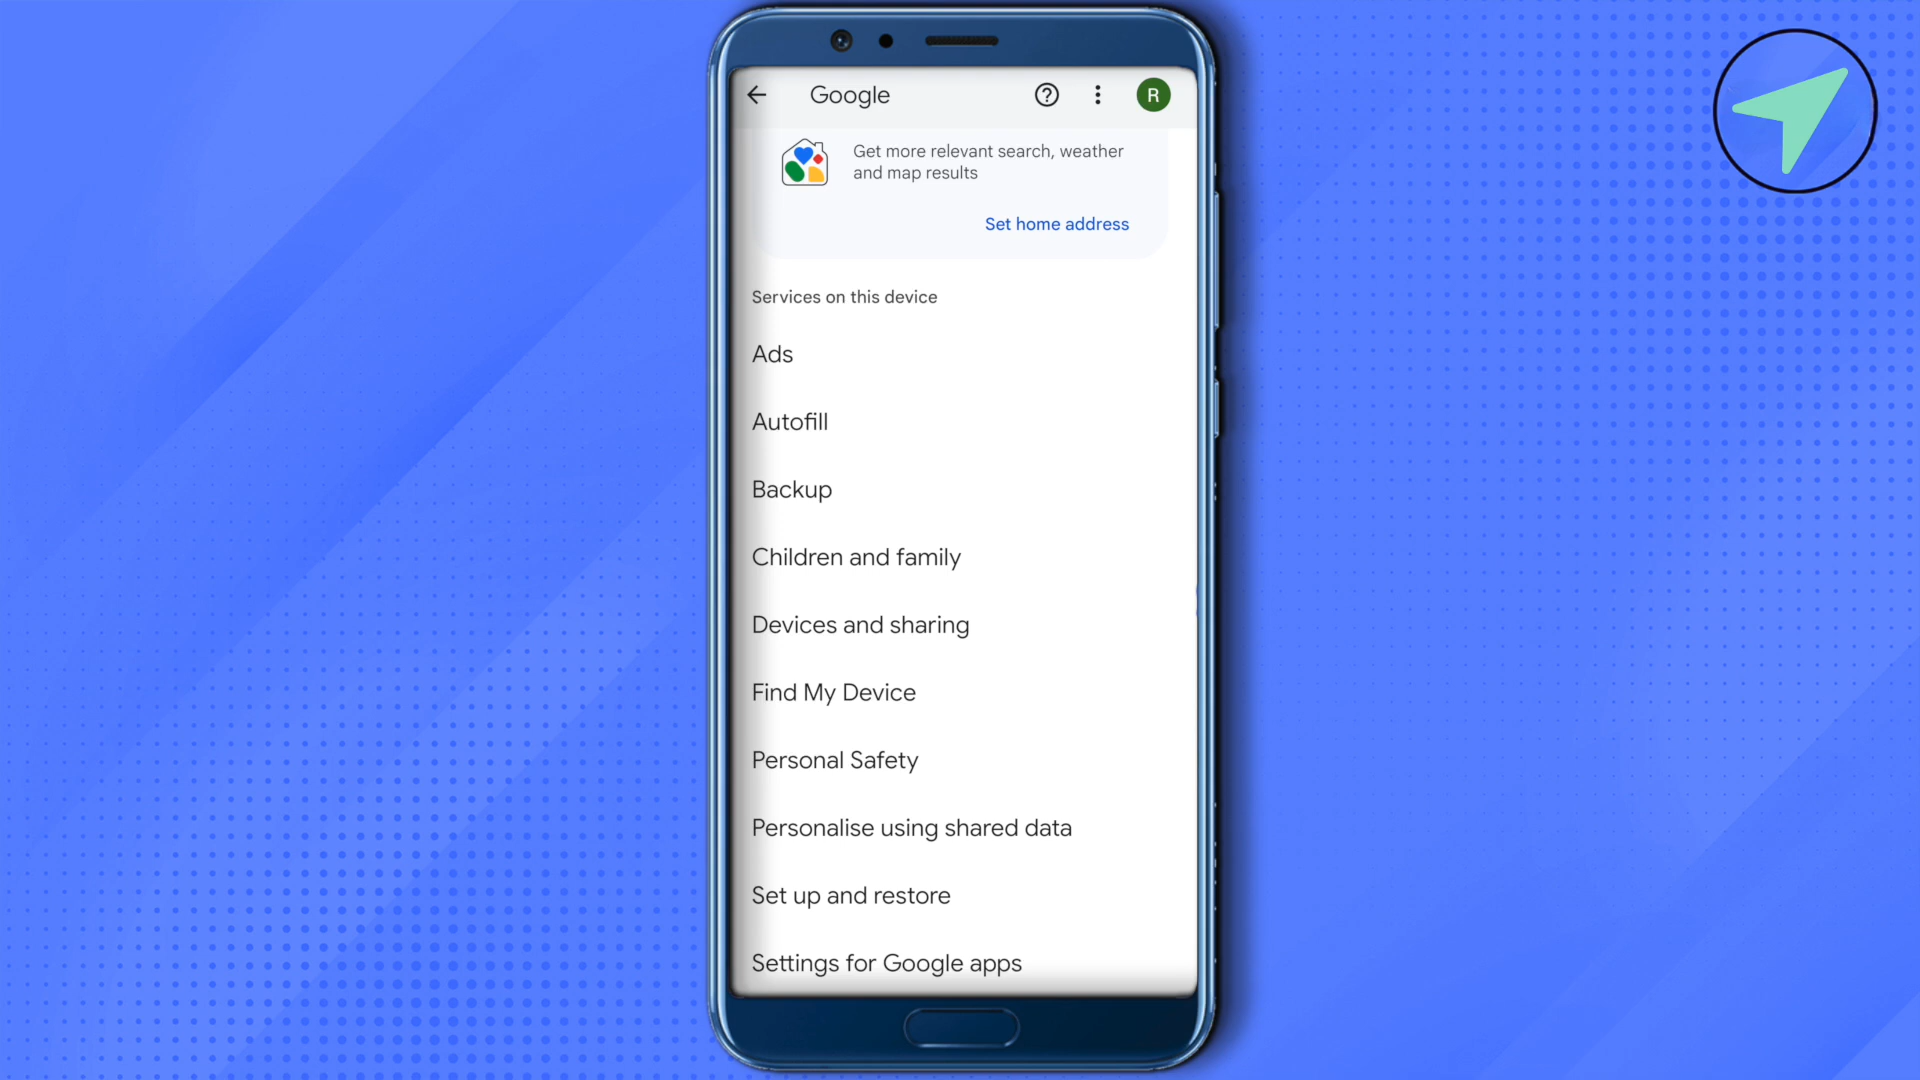 Google
R
Get more relevant search, weather
and map results
Set home address
Services on this device
Ads
Autofill
Backup
Children and family
Devices and sharing
Find My Device
Personal Safety
Personalise using shared data
Set up and restore
Settings for Google apps